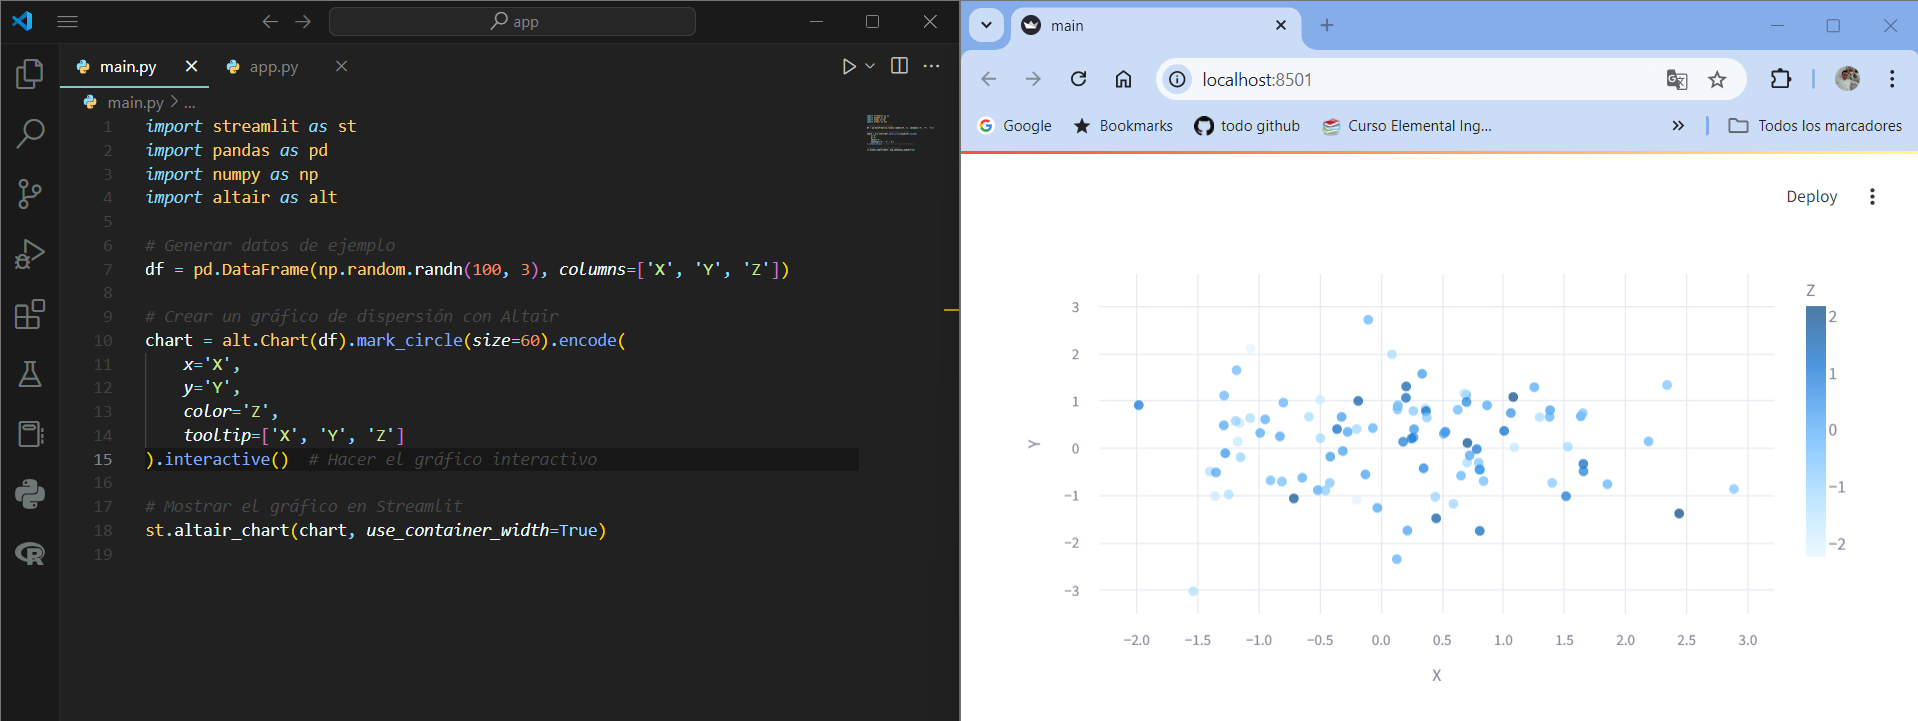 app
main.py
app.py
main.py > ...
1 import streamlit as st
2 import pandas as pd
3 import numpy as np
4 import altair as alt
5
6 # Generar datos de ejemplo
7 df = pd.DataFrame(np.random.randn(100, 3), columns=['X', 'Y', 'Z'])
8
9 # Crear un gráfico de dispersión con Altair
10 chart = alt.Chart(df).mark_circle(size=60).encode(
11     x='X',
12     y='Y',
13     color='Z',
14     tooltip=['X', 'Y', 'Z']
15 ).interactive()  # Hacer el gráfico interactivo
16
17 # Mostrar el gráfico en Streamlit
18 st.altair_chart(chart, use_container_width=True)
19
main
localhost:8501
Google
Bookmarks
todo github
Curso Elemental Ing...
Todos los marcadores
Deploy
Z
2
1
0
−1
−2
Y
3
2
1
0
−1
−2
−3
−2.0 −1.5 −1.0 −0.5 0.0 0.5 1.0 1.5 2.0 2.5 3.0
X